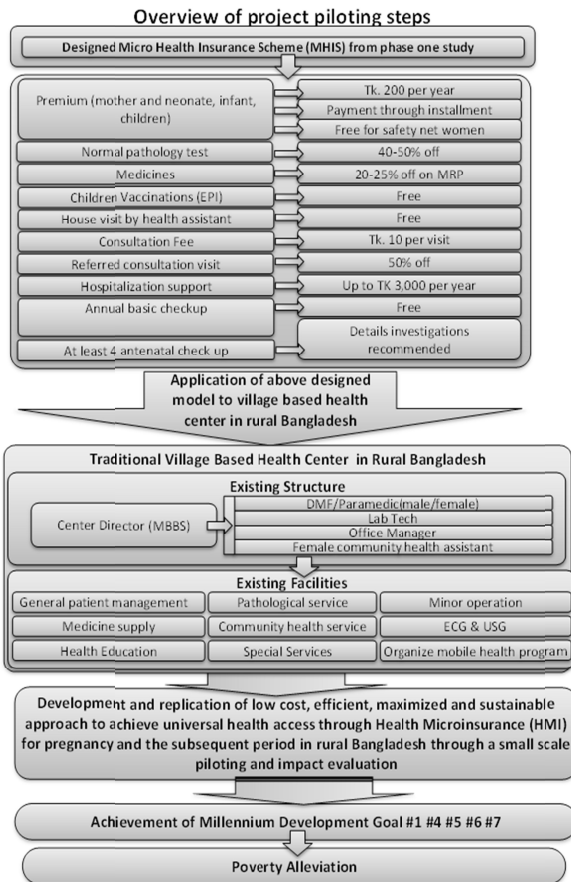 Overview of project piloting steps
Designed Micro Health Insurance Scheme (MHIS) from phase one study
Premium (mother and neonate, infant,
children)
Tk. 200 per year
Payment through installment
Free for safety net women
Normal pathology test
40-50% off
Medicines
20-25% off on MRP
Children Vaccinations (EPI)
Free
House visit by health assistant
Free
Consultation Fee
Tk. 10 per visit
Referred consultation visit
50% off
Hospitalization support
Up to TK 3,000 per year
Annual basic checkup
Free
At least 4 antenatal check up
Details investigations
recommended
Application of above designed
model to village based health
center in rural Bangladesh
Traditional Village Based Health Center in Rural Bangladesh
Existing Structure
Center Director (MBBS)
DMF/Paramedic(male/female)
Lab Tech
Office Manager
Female community health assistant
Existing Facilities
General patient management
Pathological service
Minor operation
Medicine supply
Community health service
ECG & USG
Health Education
Special Services
Organize mobile health program
Development and replication of low cost, efficient, maximized and sustainable
approach to achieve universal health access through Health Microinsurance (HMI)
for pregnancy and the subsequent period in rural Bangladesh through a small scale
piloting and impact evaluation
Achievement of Millennium Development Goal #1 #4 #5 #6 #7
Poverty Alleviation